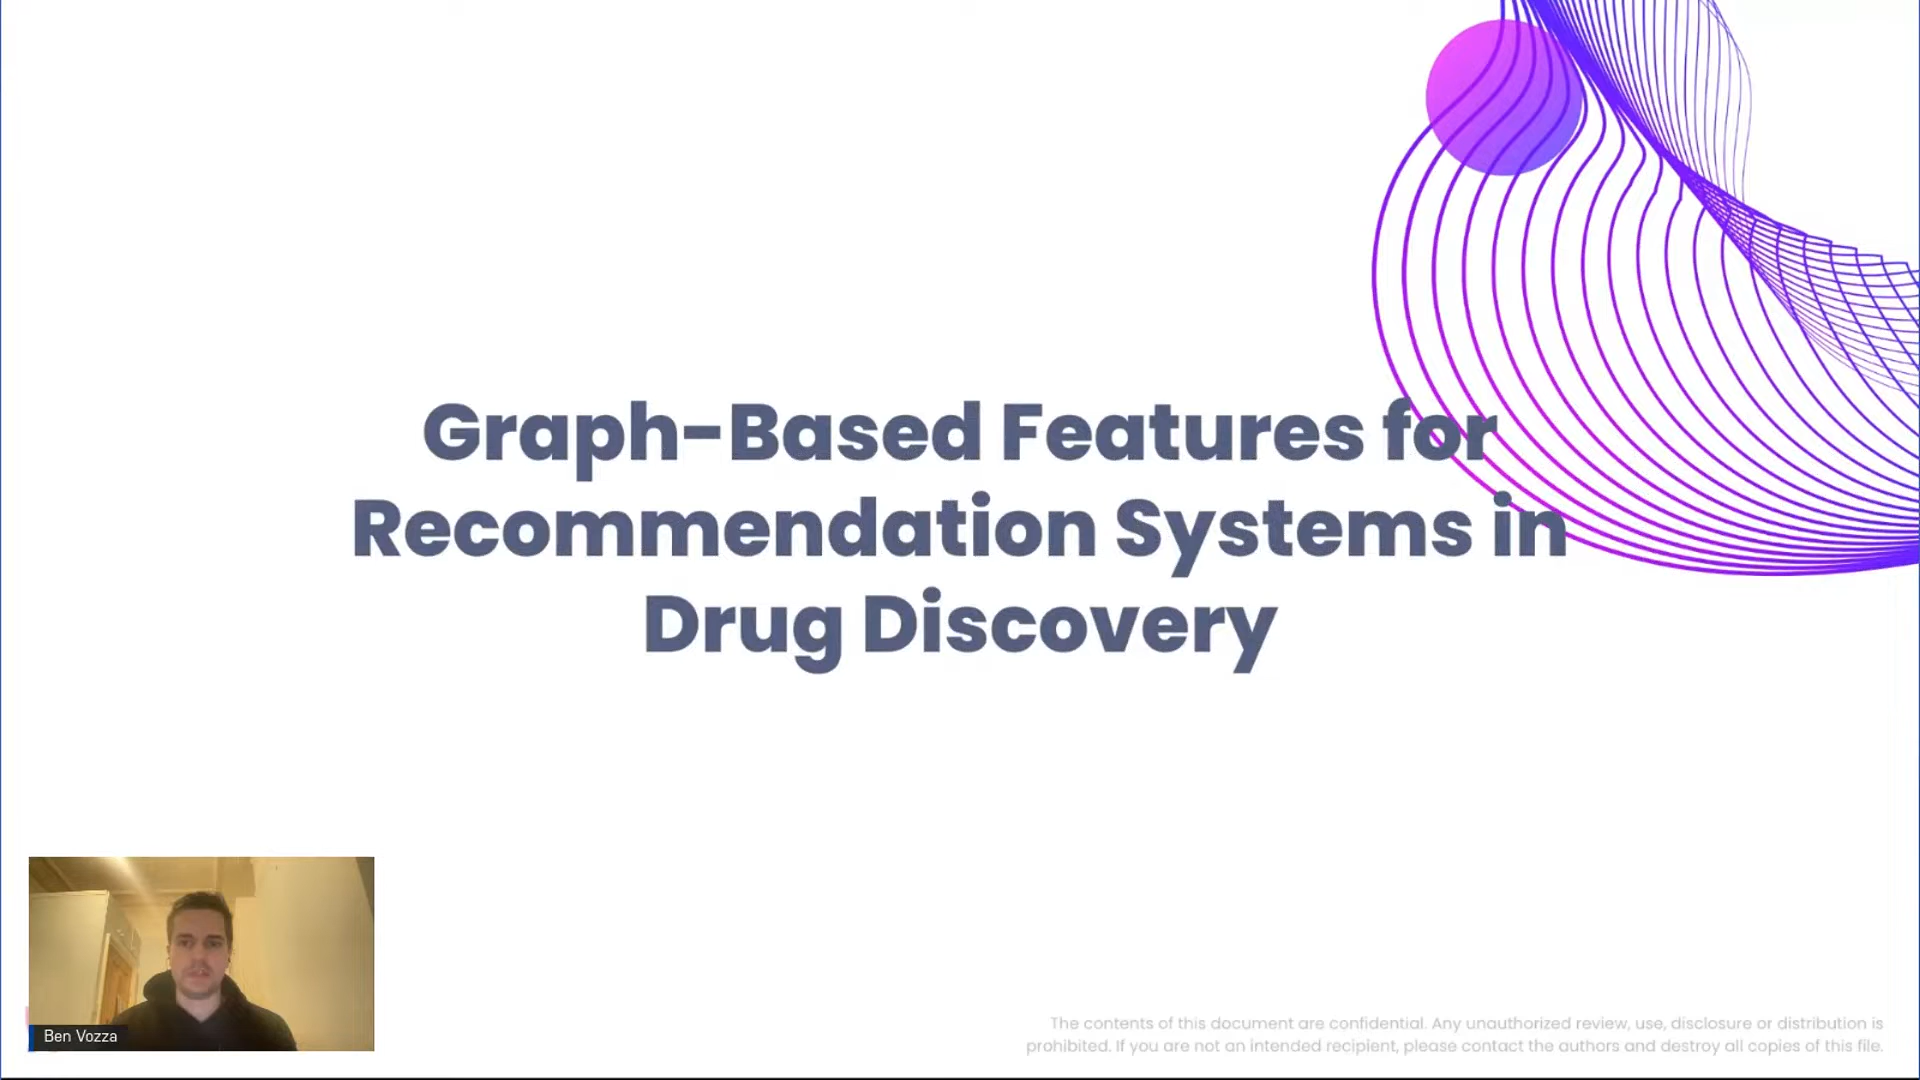 Graph-Based Features for
Recommendation Systems in
Drug Discovery
Ben Vozza
The contents of this document are confidential. Any unauthorized review, use, disclosure or distribution is
prohibited. If you are not an intended recipient, please contact the authors and destroy all copies of this file.